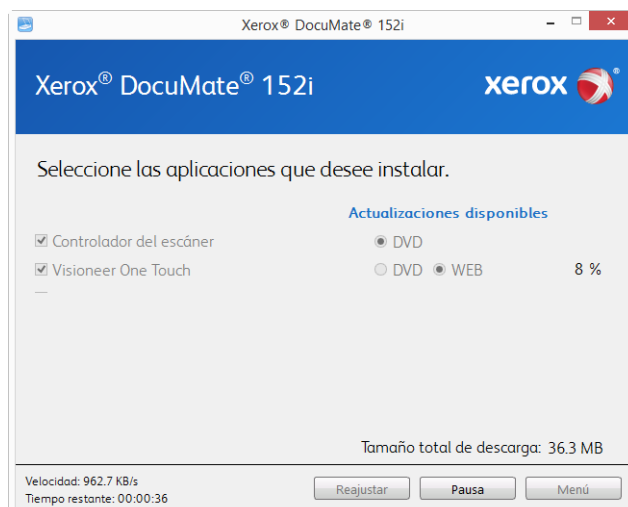 Xerox® DocuMate® 152i
Xerox® DocuMate® 152i
xerox®
Seleccione las aplicaciones que desee instalar.
Actualizaciones disponibles
Controlador del escáner DVD
Visioneer One Touch DVD WEB 8 %
Tamaño total de descarga: 36.3 MB
Velocidad: 962.7 KB/s
Tiempo restante: 00:00:36
Reajustar Pausa Menú